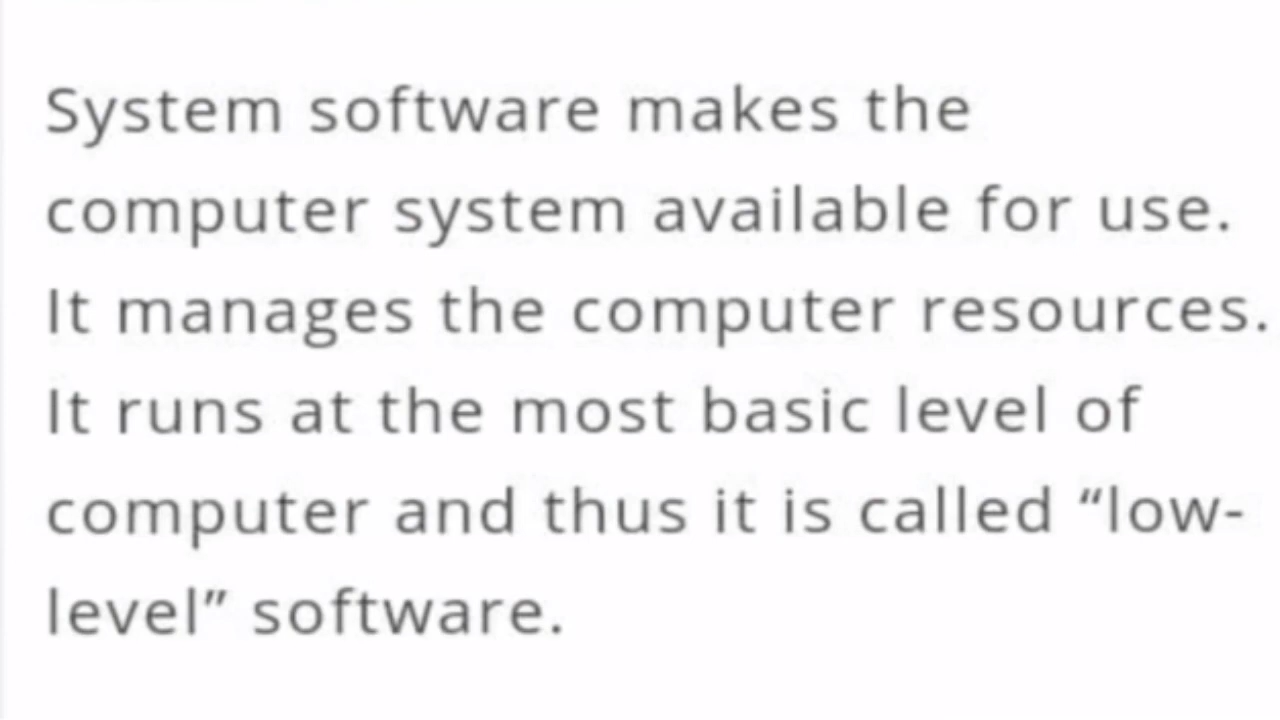 System software makes the
computer system available for use.
It manages the computer resources.
It runs at the most basic level of
computer and thus it is called “low-
level” software.